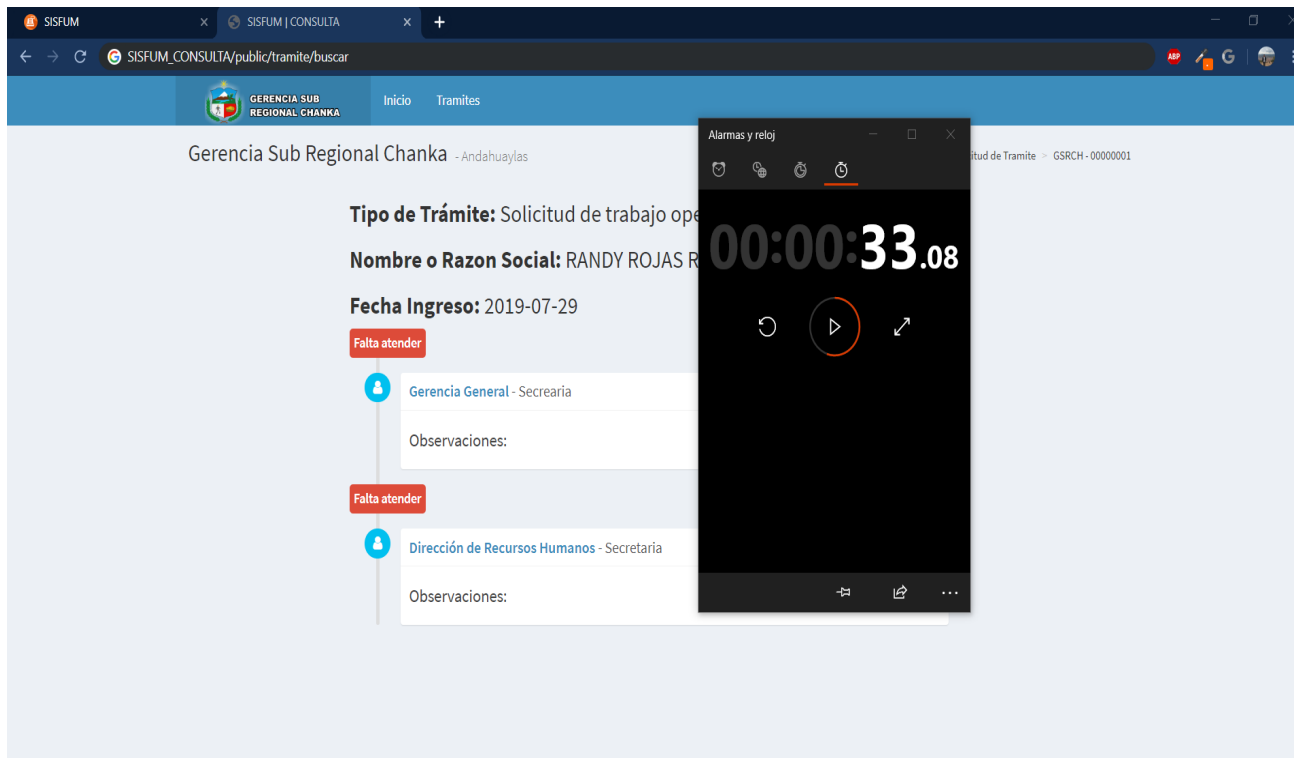 SISFUM
SISFUM | CONSULTA
SISFUM_CONSULTA/public/tramite/buscar
ABP
GERENCIA SUB
REGIONAL CHANKA
Inicio Tramites
Gerencia Sub Regional Chanka - Andahuaylas
itud de Tramite > GSRCH - 00000001
Alarmas y reloj
00:00:33.08
Tipo de Trámite: Solicitud de trabajo ope
Nombre o Razon Social: RANDY ROJAS R
Fecha Ingreso: 2019-07-29
Falta atender
Gerencia General - Secrearia
Observaciones:
Falta atender
Dirección de Recursos Humanos - Secretaria
Observaciones: